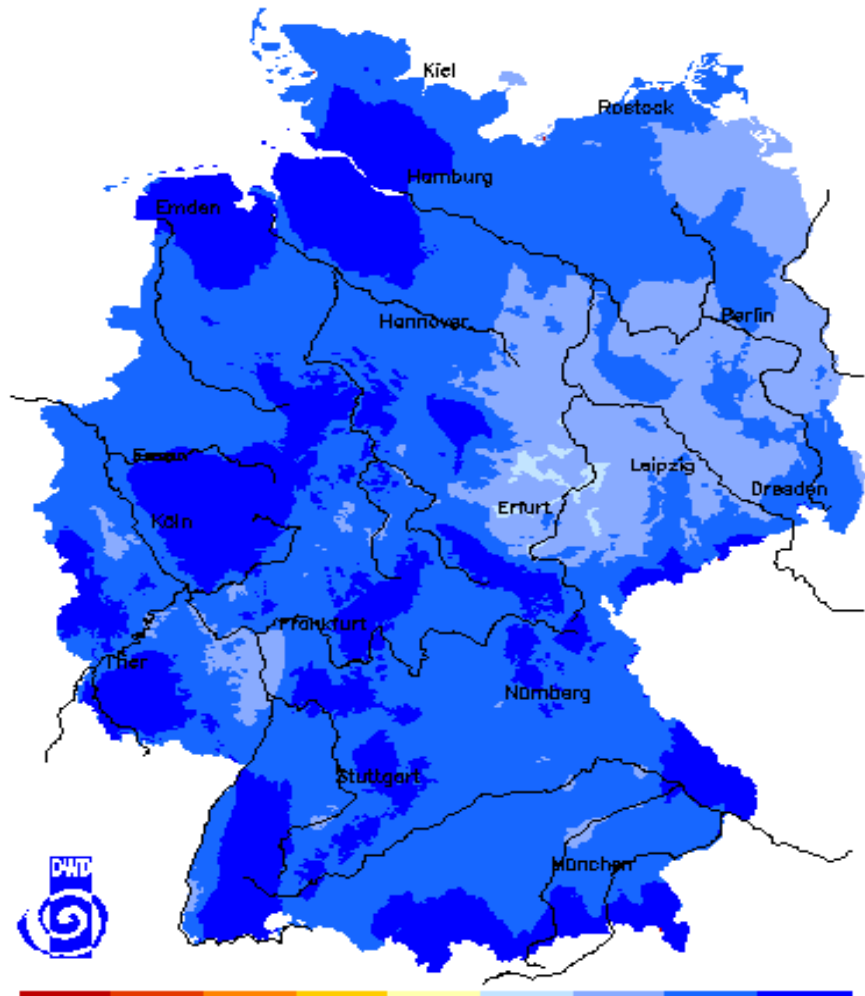 Kiel
Rostock
Hamburg
Emden
Hannover
Berlin
Essen
Leipzig
Dresden
Erfurt
Köln
Frankfurt
Trier
Nürnberg
Stuttgart
München
DWD